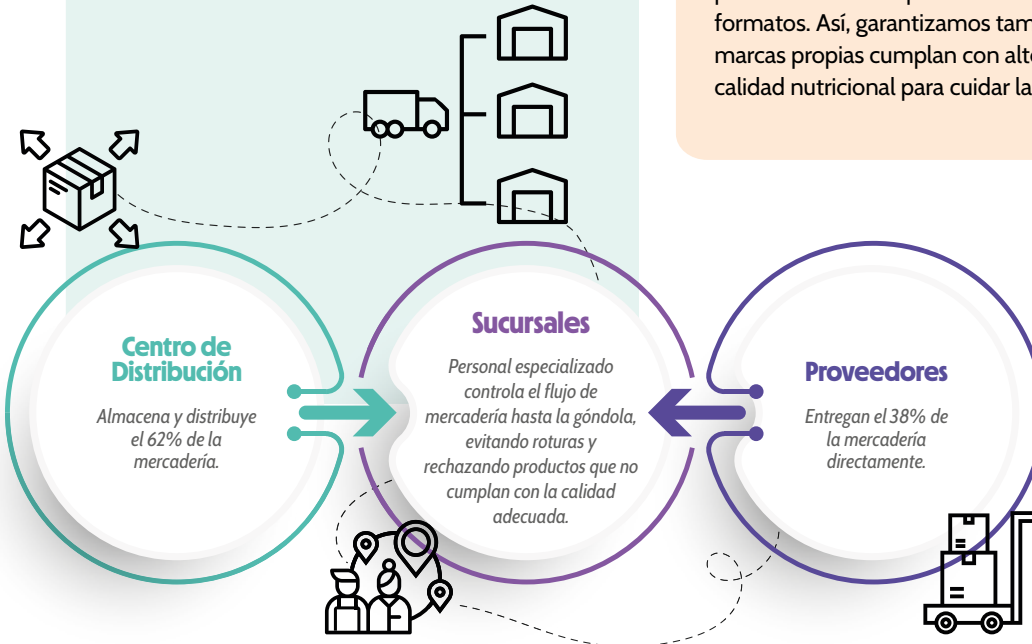 formatos. Así, garantizamos
marcas propias cumplan con
calidad nutricional para cuidar la
Centro de
Distribución
Almacena y distribuye
el 62% de la
mercadería.
Sucursales
Personal especializado
controla el flujo de
mercadería hasta la góndola,
evitando roturas y
rechazando productos que no
cumplan con la calidad
adecuada.
Proveedores
Entregan el 38% de
la mercadería
directamente.